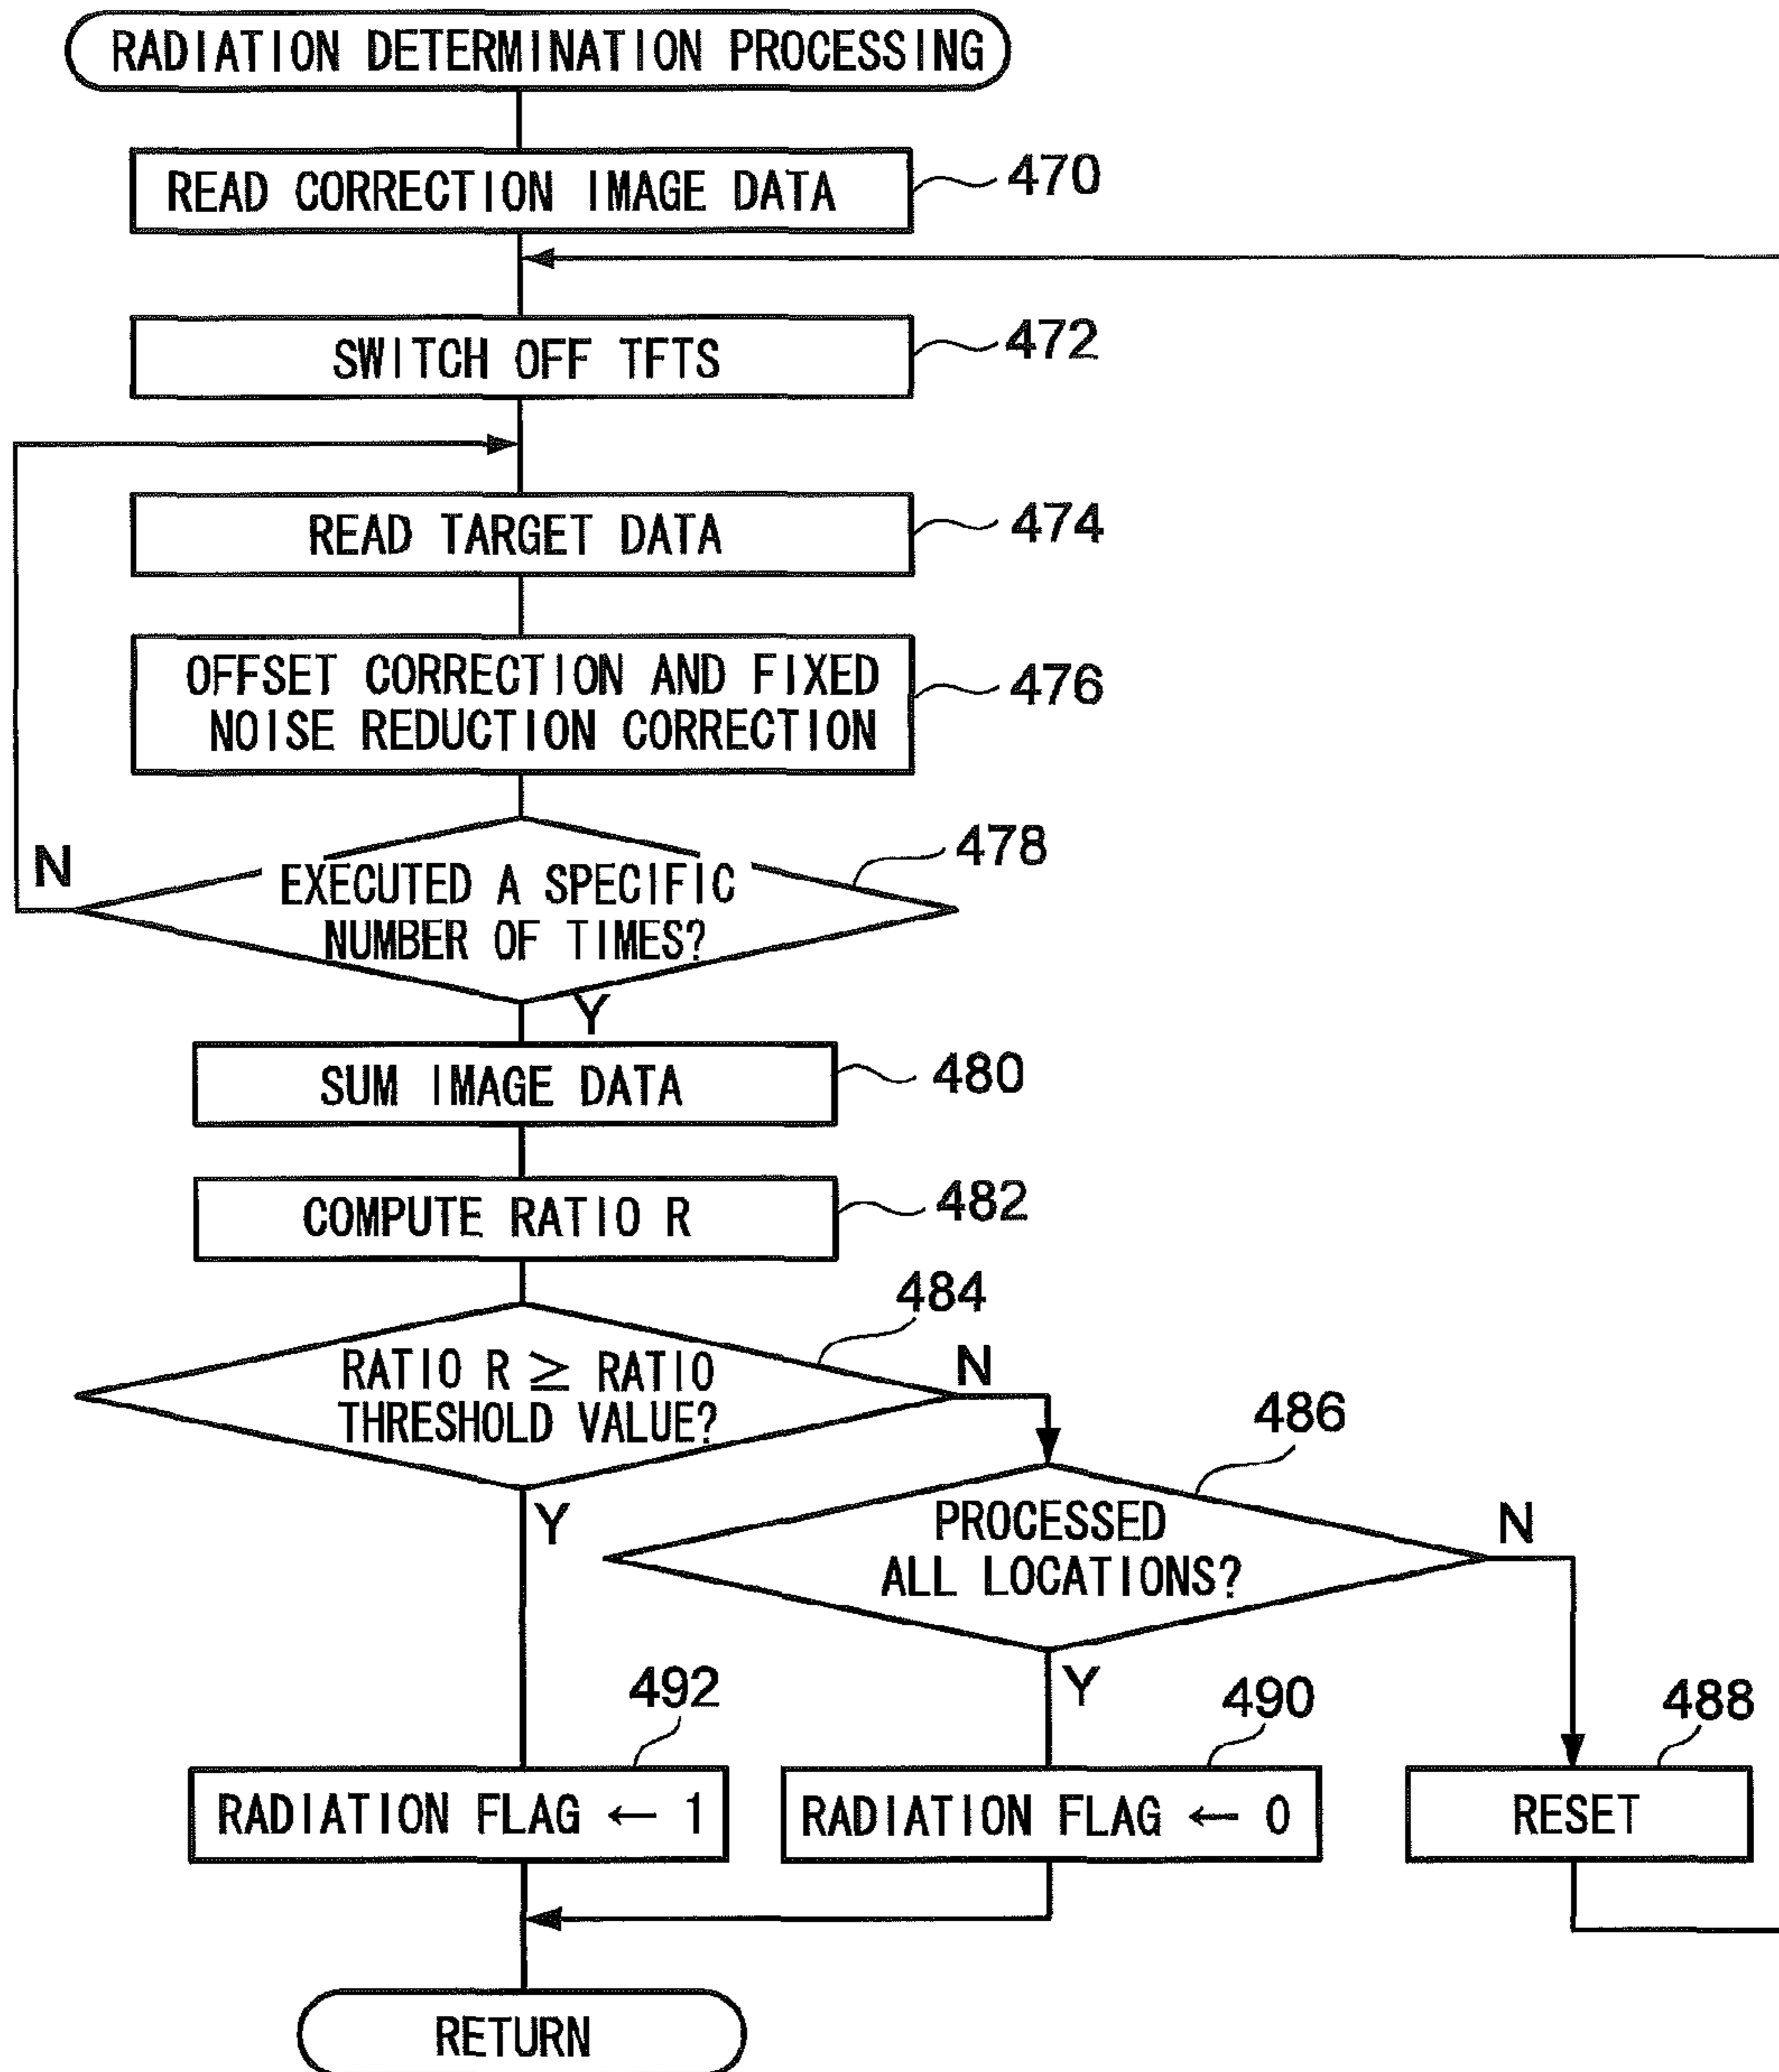 RADIATION DETERMINATION PROCESSING
READ CORRECTION IMAGE DATA
470
SWITCH OFF TFTS
472
READ TARGET DATA
474
OFFSET CORRECTION AND FIXED
NOISE REDUCTION CORRECTION
476
478
N
EXECUTED A SPECIFIC
NUMBER OF TIMES?
Y
SUM IMAGE DATA
480
COMPUTE RATIO R
482
484
RATIO R ≧ RATIO
THRESHOLD VALUE?
N
Y
486
PROCESSED
ALL LOCATIONS?
N
Y
492
RADIATION FLAG ← 1
490
RADIATION FLAG ← 0
488
RESET
RETURN